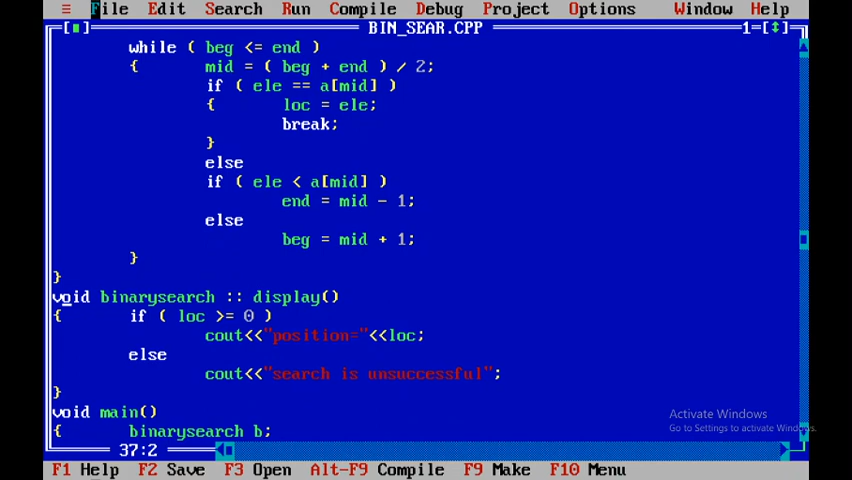 ≡ File Edit Search Run Compile Debug Project Options Window Help
[■] BIN_SEAR.CPP 1=[↕]
while ( beg <= end )
{ mid = ( beg + end ) / 2;
if ( ele == a[mid] )
{ loc = ele;
break;
}
else
if ( ele < a[mid] )
end = mid - 1;
else
beg = mid + 1;
}
}
void binarysearch :: display()
{ if ( loc >= 0 )
cout<<"position="<<loc;
else
cout<<"search is unsuccessful";
}
void main()
{ binarysearch b;
37:2
F1 Help F2 Save F3 Open Alt-F9 Compile F9 Make F10 Menu
Activate Windows
Go to Settings to activate Windows.